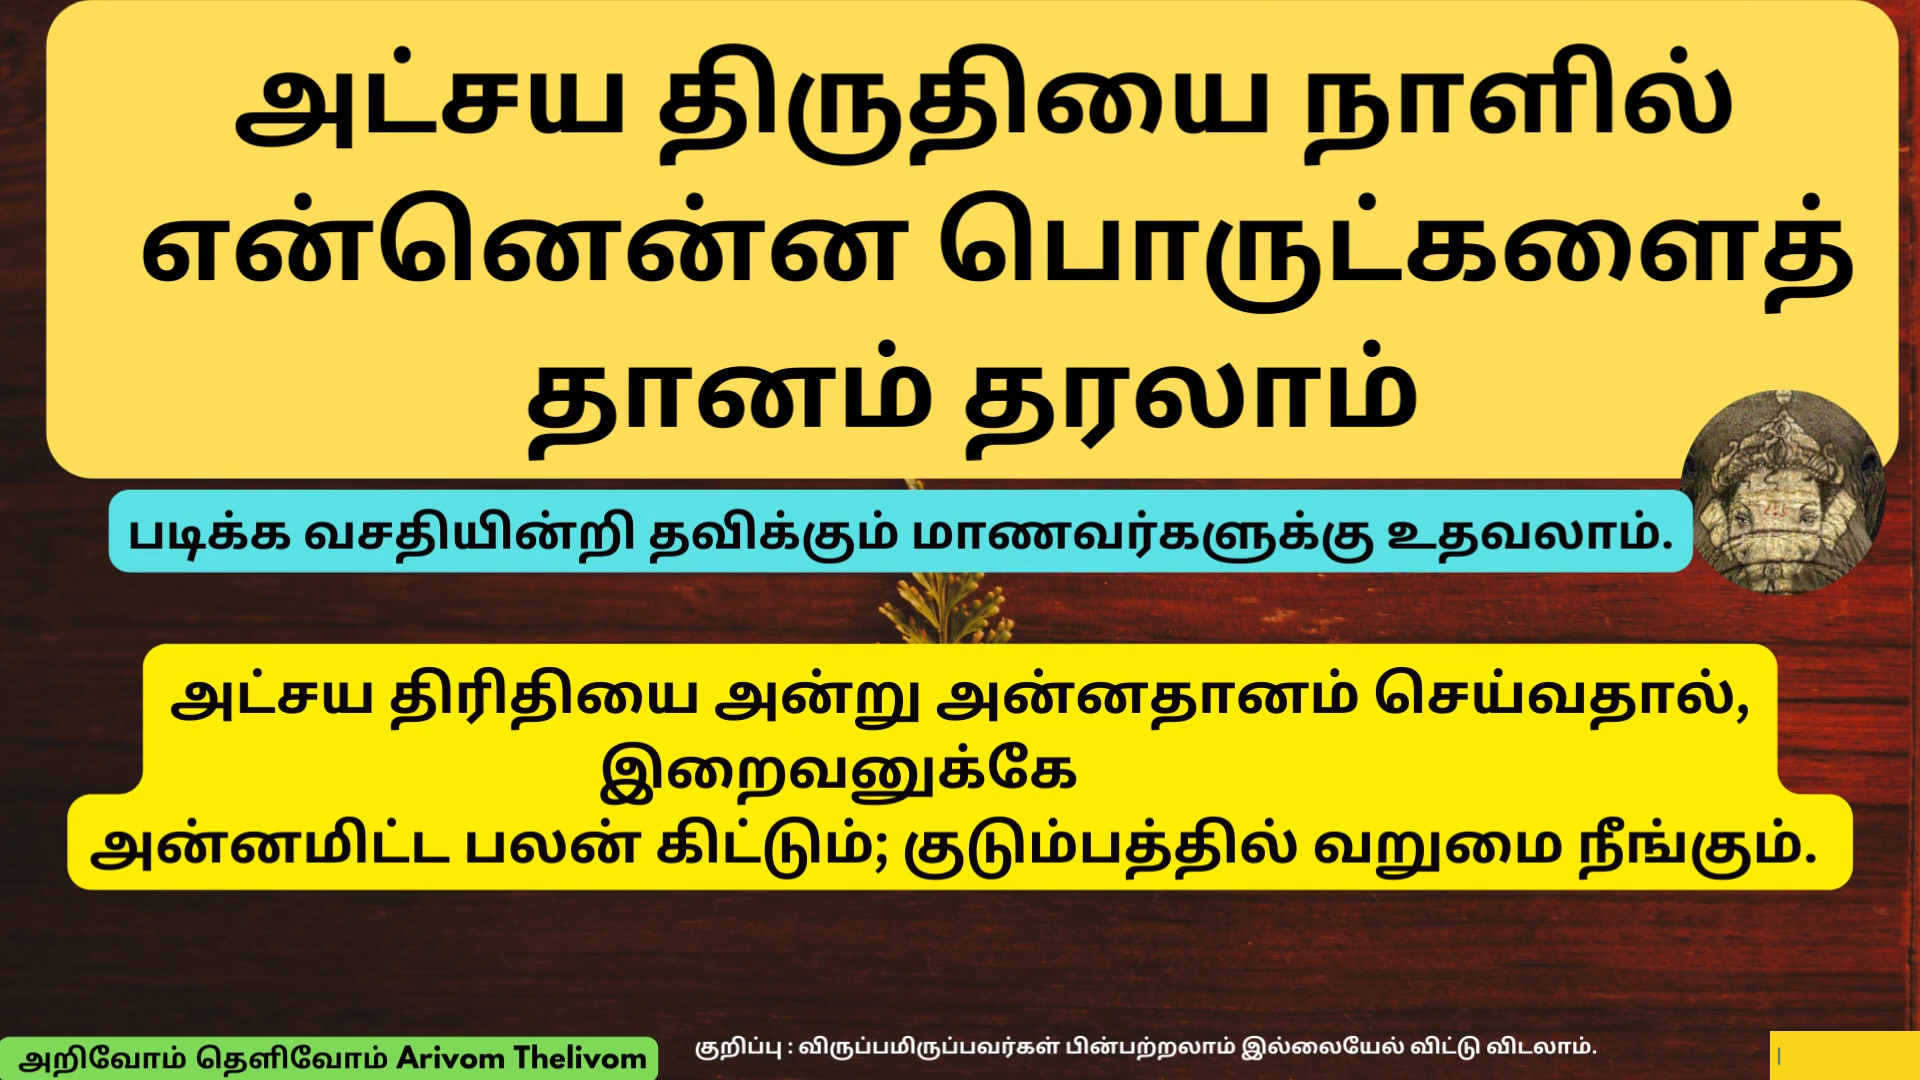 அட்சய திருதியை நாளில்
என்னென்ன பொருட்களைத்
தானம் தரலாம்
படிக்க வசதியின்றி தவிக்கும் மாணவர்களுக்கு உதவலாம்.
அட்சய திரிதியை அன்று அன்னதானம் செய்வதால்,
இறைவனுக்கே
அன்னமிட்ட பலன் கிட்டும்; குடும்பத்தில் வறுமை நீங்கும்.
அறிவோம் தெளிவோம் Arivom Thelivom
குறிப்பு : விருப்பமிருப்பவர்கள் பின்பற்றலாம் இல்லையேல் விட்டு விடலாம்.